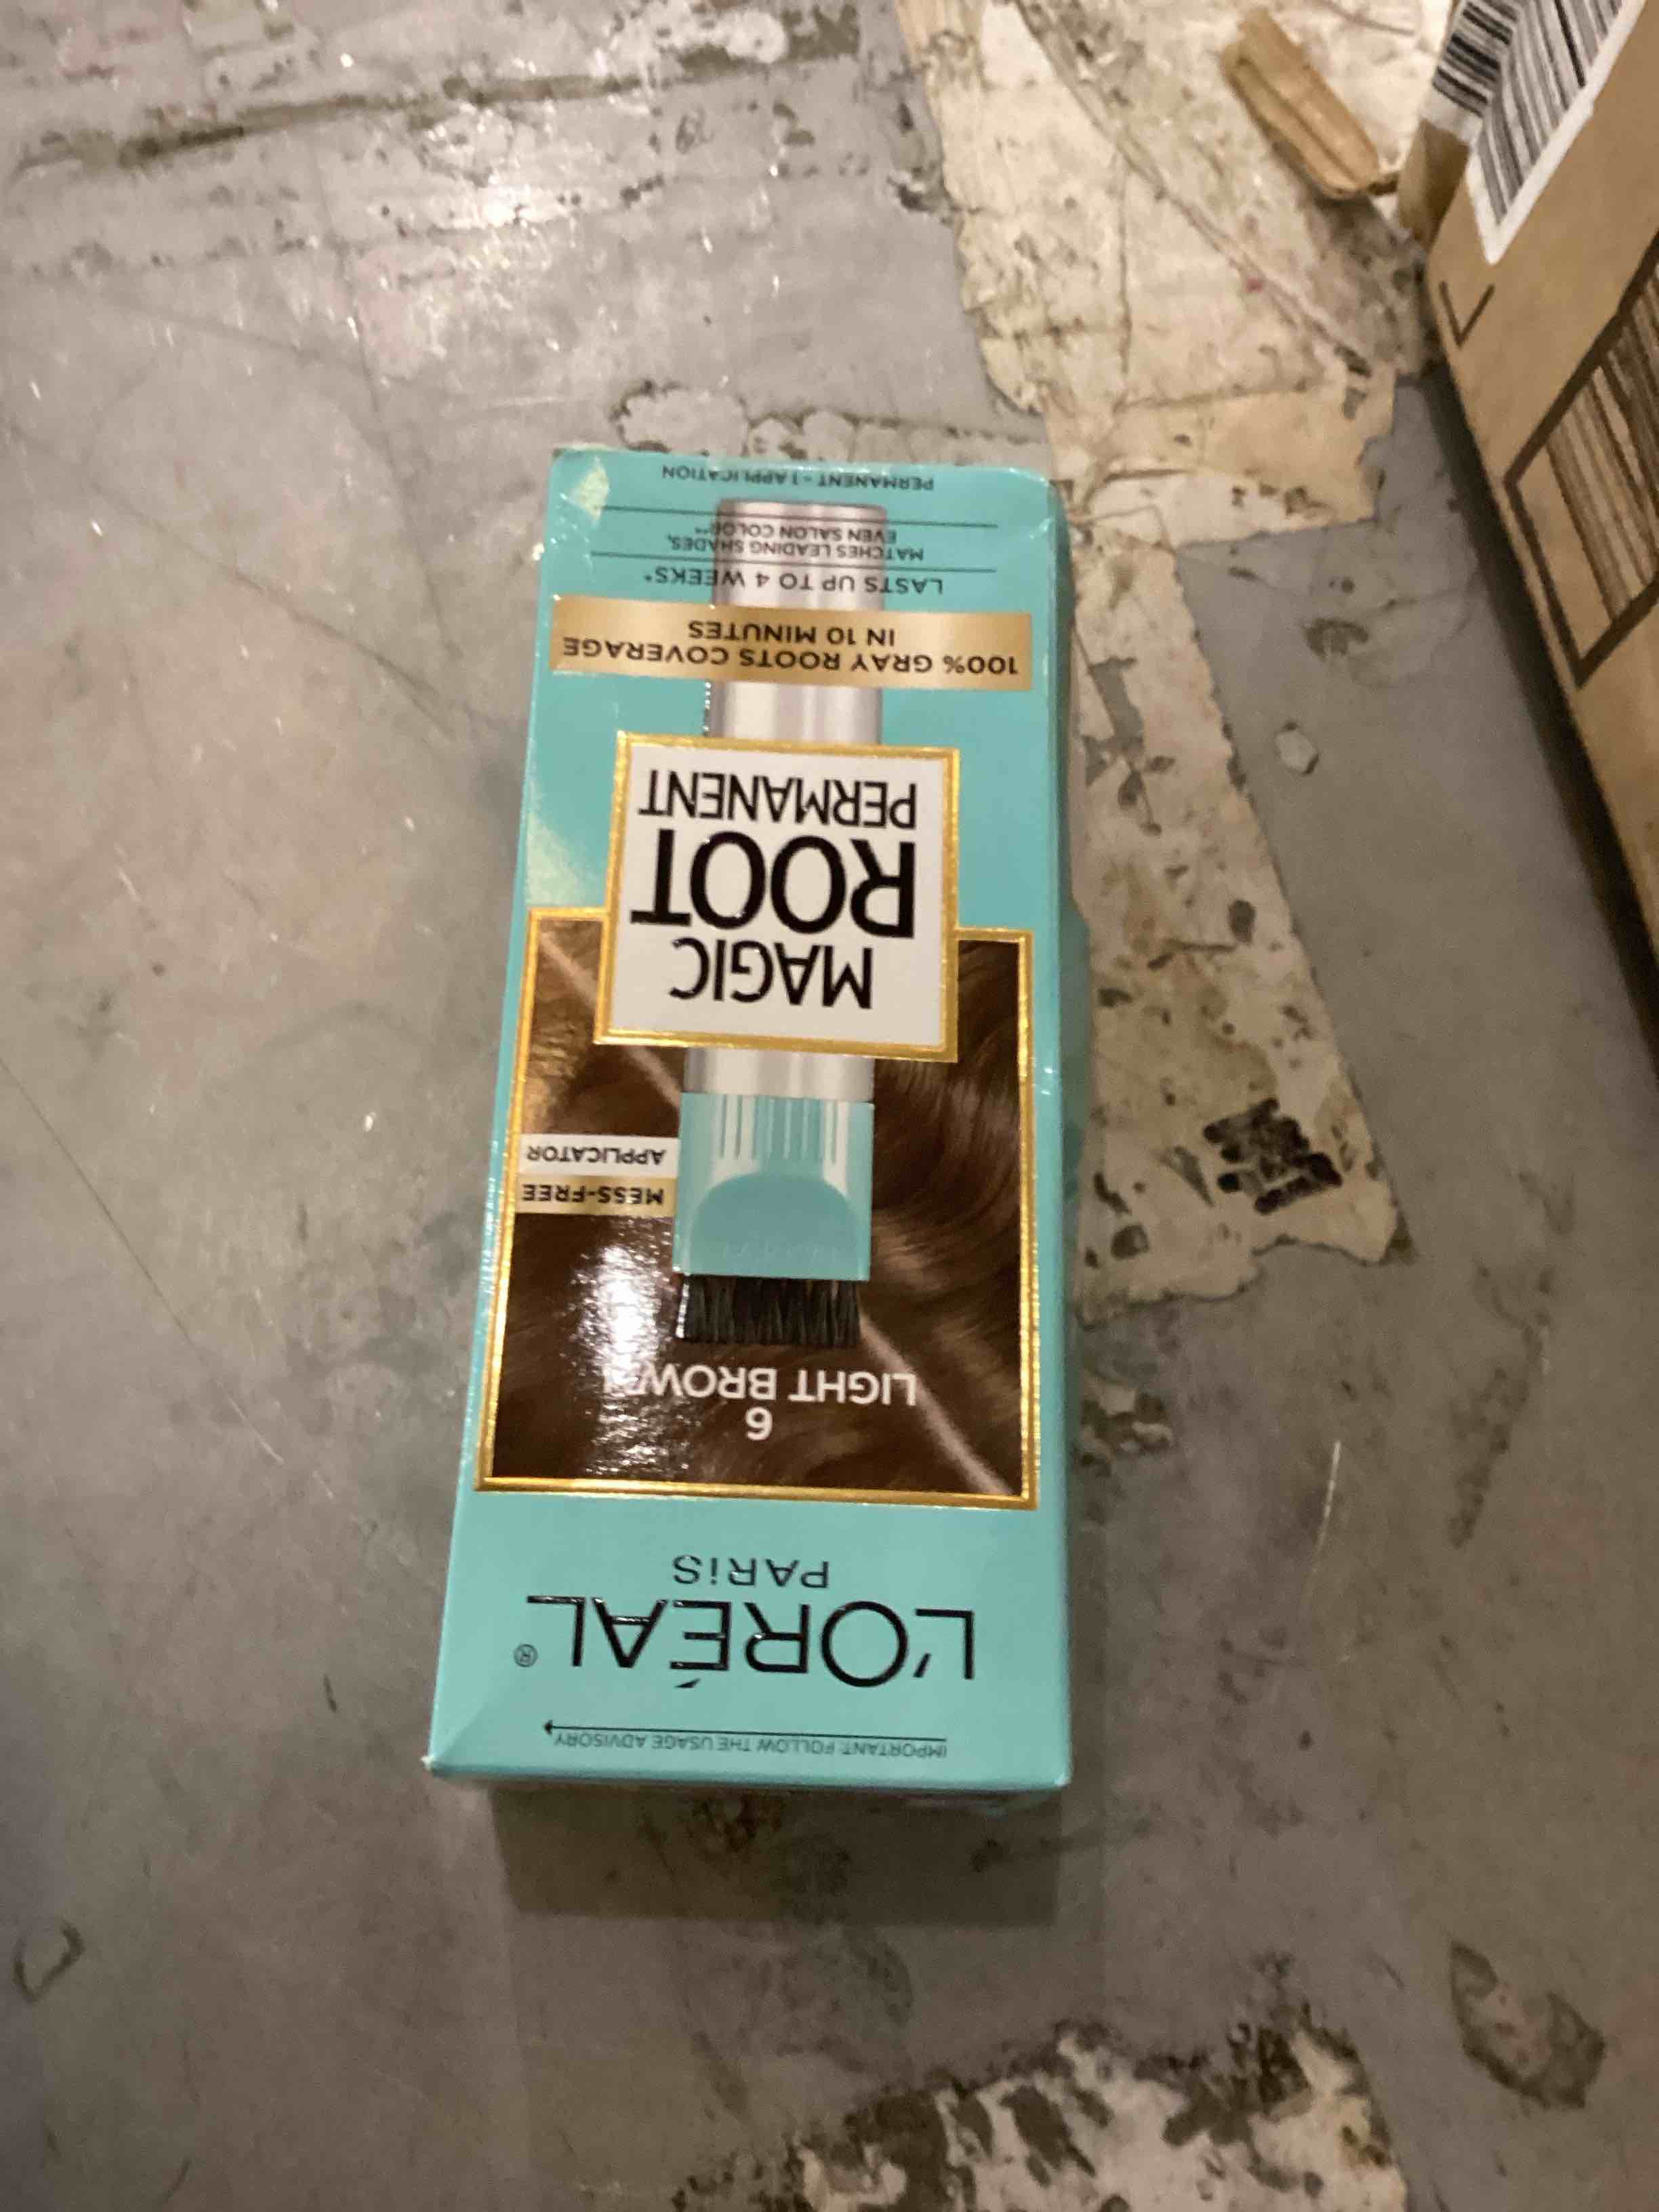 IMPORTANT: FOLLOW THE USAGE ADVISORY
L'ORÉAL®
PARIS
6
LIGHT BROWN
MESS-FREE
APPLICATOR
MAGIC
ROOT
PERMANENT
100% GRAY ROOTS COVERAGE
IN 10 MINUTES
LASTS UP TO 4 WEEKS*
MATCHES LEADING SHADES,
EVEN SALON COLOR**
PERMANENT - 1 APPLICATION